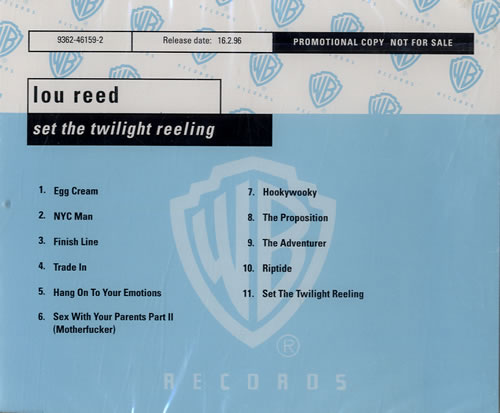 9362-46159-2
Release date: 16.2.96
PROMOTIONAL COPY NOT FOR SALE
lou reed
set the twilight reeling
1. Egg Cream
2. NYC Man
3. Finish Line
4. Trade In
5. Hang On To Your Emotions
6. Sex With Your Parents Part II
(Motherfucker)
7. Hookywooky
8. The Proposition
9. The Adventurer
10. Riptide
11. Set The Twilight Reeling
WB
®
RECORDS